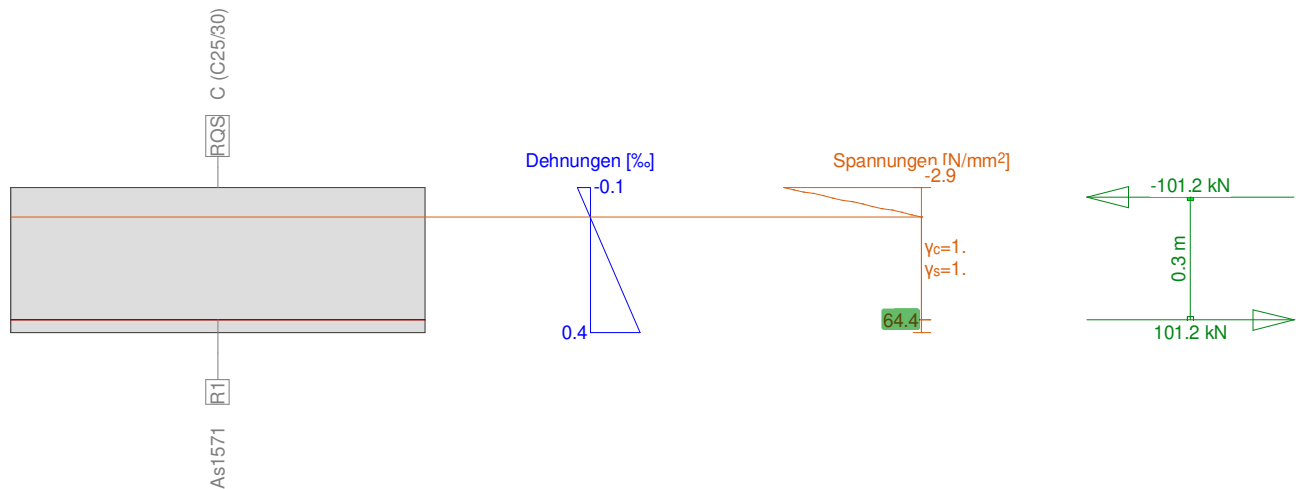 C (C25/30)
RQS
Dehnungen [‰]
-0.1
0.4
Spannungen [N/mm²]
-2.9
γc=1.
γs=1.
64.4
-101.2 kN
0.3 m
101.2 kN
R1
As1571